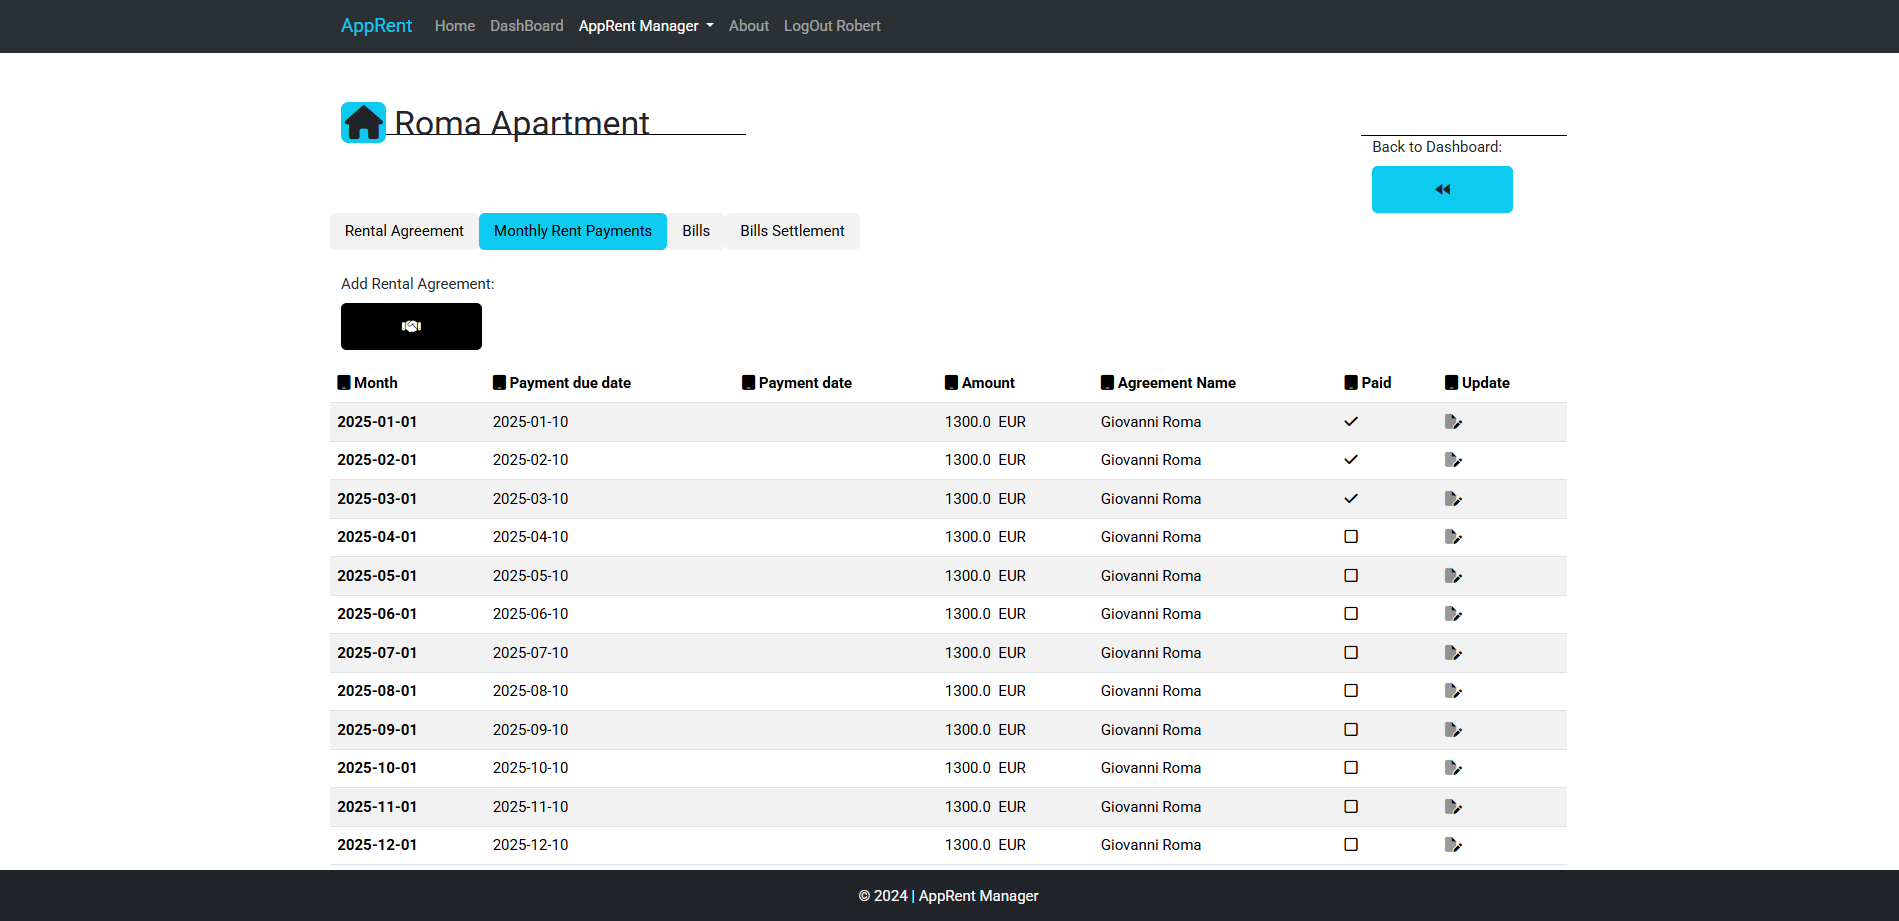 AppRent Home DashBoard AppRent Manager About LogOut Robert
Roma Apartment
Back to Dashboard:
Rental Agreement Monthly Rent Payments Bills Bills Settlement
Add Rental Agreement:
Month Payment due date Payment date Amount Agreement Name Paid Update
2025-01-01 2025-01-10 1300.0 EUR Giovanni Roma
2025-02-01 2025-02-10 1300.0 EUR Giovanni Roma
2025-03-01 2025-03-10 1300.0 EUR Giovanni Roma
2025-04-01 2025-04-10 1300.0 EUR Giovanni Roma
2025-05-01 2025-05-10 1300.0 EUR Giovanni Roma
2025-06-01 2025-06-10 1300.0 EUR Giovanni Roma
2025-07-01 2025-07-10 1300.0 EUR Giovanni Roma
2025-08-01 2025-08-10 1300.0 EUR Giovanni Roma
2025-09-01 2025-09-10 1300.0 EUR Giovanni Roma
2025-10-01 2025-10-10 1300.0 EUR Giovanni Roma
2025-11-01 2025-11-10 1300.0 EUR Giovanni Roma
2025-12-01 2025-12-10 1300.0 EUR Giovanni Roma
© 2024 | AppRent Manager